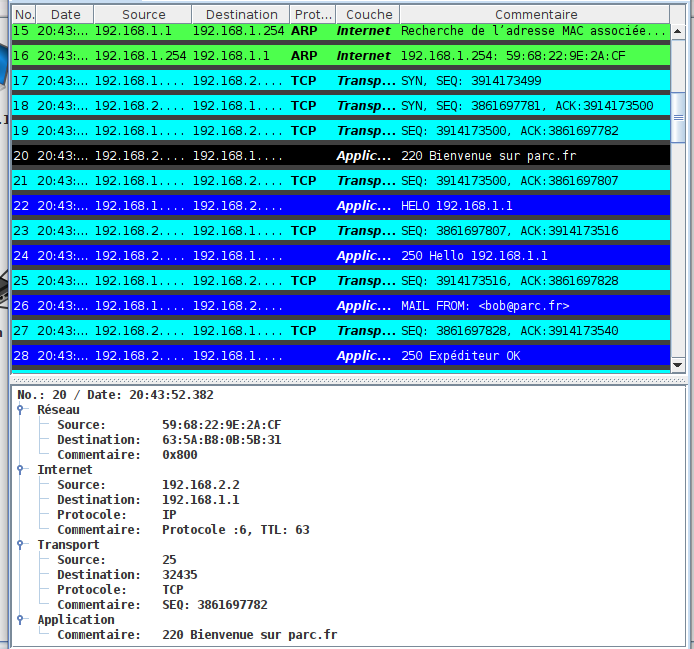 No. Date Source Destination Prot... Couche Commentaire
15 20:43:... 192.168.1.1 192.168.1.254 ARP Internet Recherche de l'adresse MAC associée...
16 20:43:... 192.168.1.254 192.168.1.1 ARP Internet 192.168.1.254: 59:68:22:9E:2A:CF
17 20:43:... 192.168.1.... 192.168.2.... TCP Transp... SYN, SEQ: 3914173499
18 20:43:... 192.168.2.... 192.168.1.... TCP Transp... SYN, SEQ: 3861697781, ACK:3914173500
19 20:43:... 192.168.1.... 192.168.2.... TCP Transp... SEQ: 3914173500, ACK:3861697782
20 20:43:... 192.168.2.... 192.168.1.... Applic... 220 Bienvenue sur parc.fr
21 20:43:... 192.168.1.... 192.168.2.... TCP Transp... SEQ: 3914173500, ACK:3861697807
22 20:43:... 192.168.1.... 192.168.2.... Applic... HELO 192.168.1.1
23 20:43:... 192.168.2.... 192.168.1.... TCP Transp... SEQ: 3861697807, ACK:3914173516
24 20:43:... 192.168.2.... 192.168.1.... Applic... 250 Hello 192.168.1.1
25 20:43:... 192.168.1.... 192.168.2.... TCP Transp... SEQ: 3914173516, ACK:3861697828
26 20:43:... 192.168.1.... 192.168.2.... Applic... MAIL FROM: <bob@parc.fr>
27 20:43:... 192.168.2.... 192.168.1.... TCP Transp... SEQ: 3861697828, ACK:3914173540
28 20:43:... 192.168.2.... 192.168.1.... Applic... 250 Expéditeur OK
No.: 20 / Date: 20:43:52.382
Réseau
Source: 59:68:22:9E:2A:CF
Destination: 63:5A:B8:0B:5B:31
Commentaire: 0x800
Internet
Source: 192.168.2.2
Destination: 192.168.1.1
Protocole: IP
Commentaire: Protocole :6, TTL: 63
Transport
Source: 25
Destination: 32435
Protocole: TCP
Commentaire: SEQ: 3861697782
Application
Commentaire: 220 Bienvenue sur parc.fr